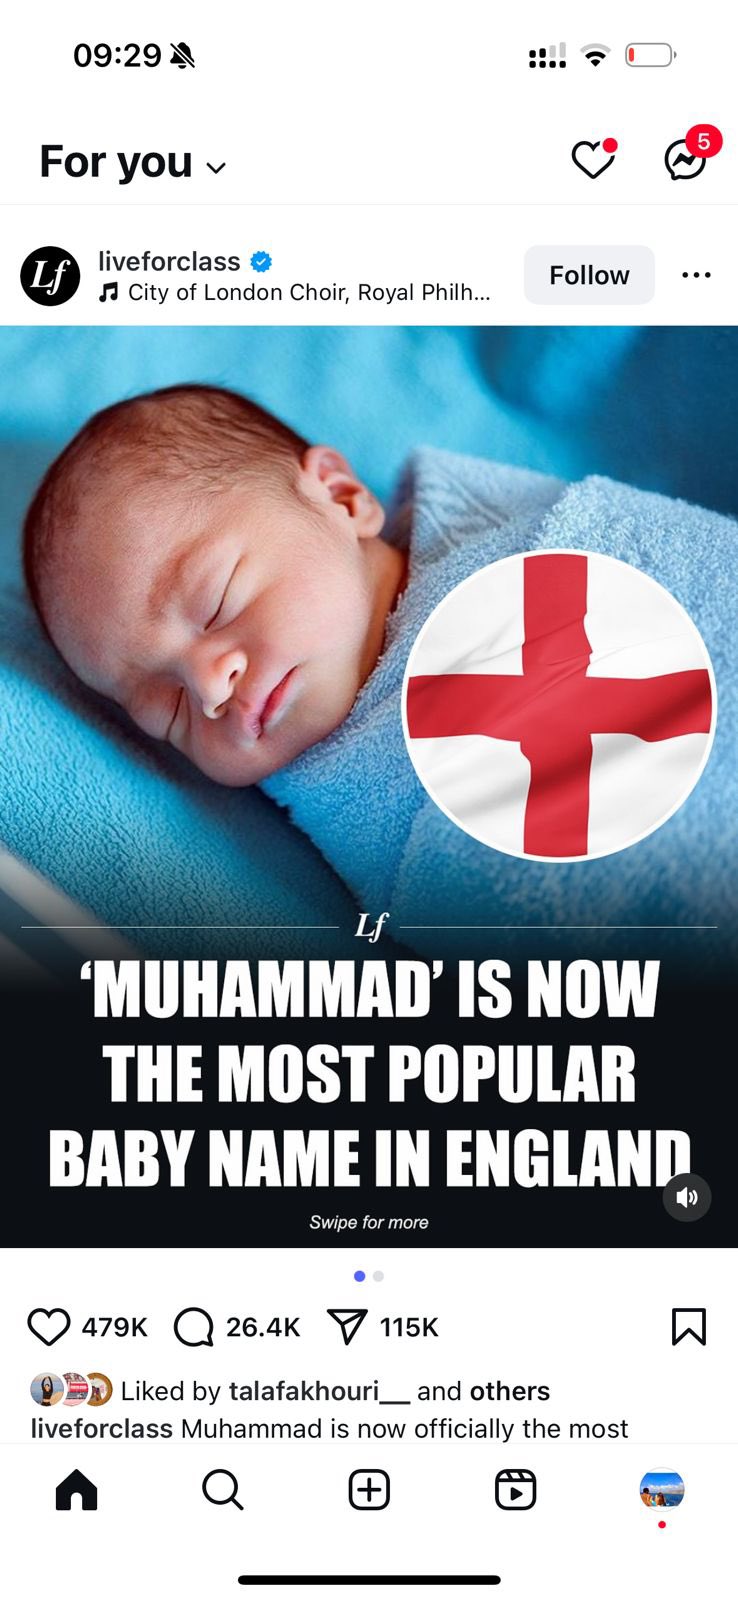 09:29
For you
5
Lf
liveforclass
City of London Choir, Royal Philh...
Follow
Lf
‘MUHAMMAD’ IS NOW
THE MOST POPULAR
BABY NAME IN ENGLAND
Swipe for more
479K 26.4K 115K
Liked by talafakhouri__ and others
liveforclass Muhammad is now officially the most